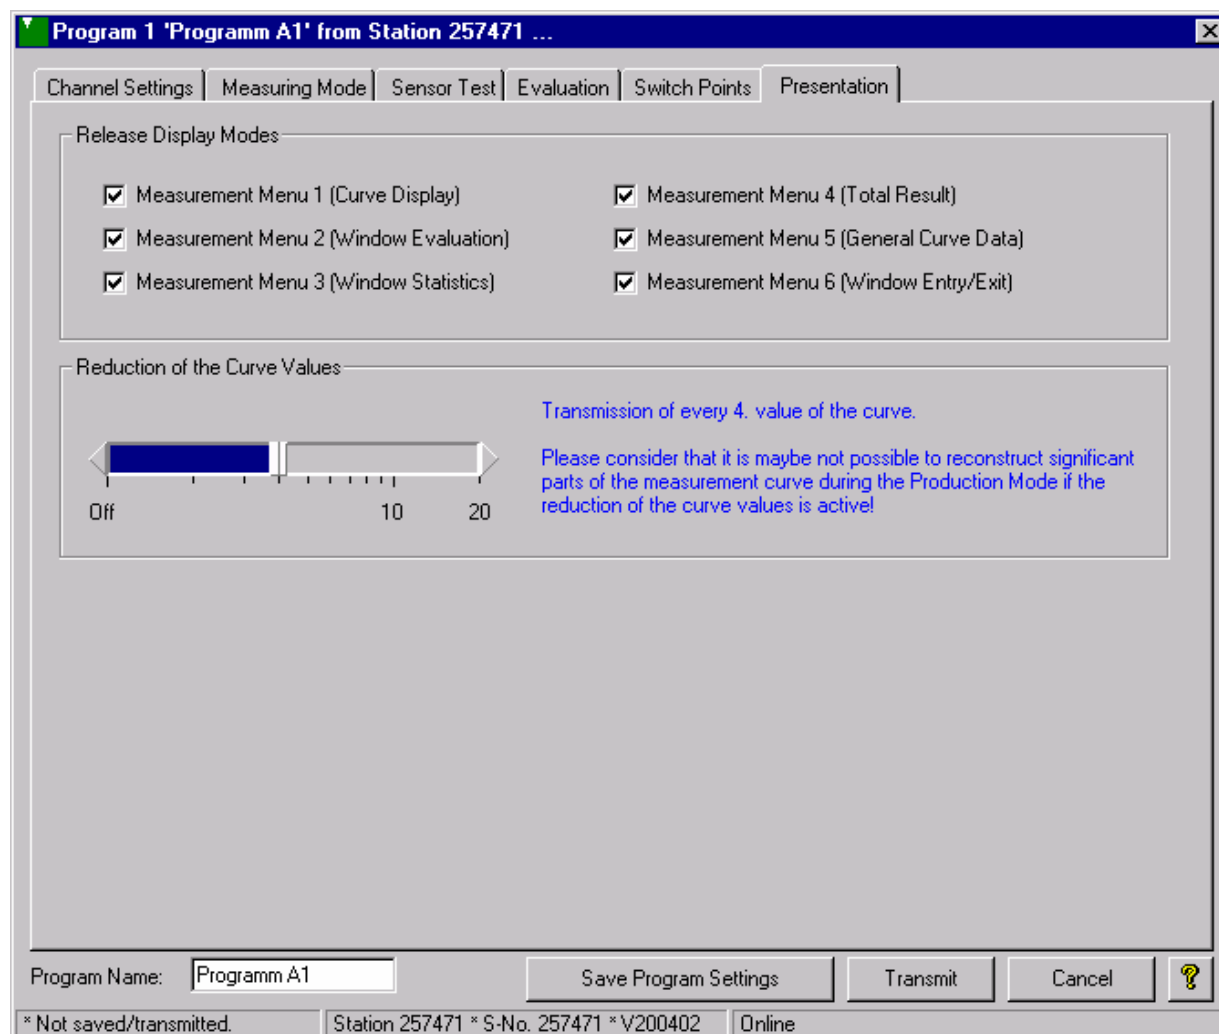 Program 1 'Programm A1' from Station 257471 ...
Channel Settings
Measuring Mode
Sensor Test
Evaluation
Switch Points
Presentation
Release Display Modes
Measurement Menu 1 (Curve Display)
Measurement Menu 4 (Total Result)
Measurement Menu 2 (Window Evaluation)
Measurement Menu 5 (General Curve Data)
Measurement Menu 3 (Window Statistics)
Measurement Menu 6 (Window Entry/Exit)
Reduction of the Curve Values
Off
10
20
Transmission of every 4. value of the curve.
Please consider that it is maybe not possible to reconstruct significant
parts of the measurement curve during the Production Mode if the
reduction of the curve values is active!
Program Name:
Programm A1
Save Program Settings
Transmit
Cancel
?
* Not saved/transmitted.
Station 257471 * S-No. 257471 * V200402
Online